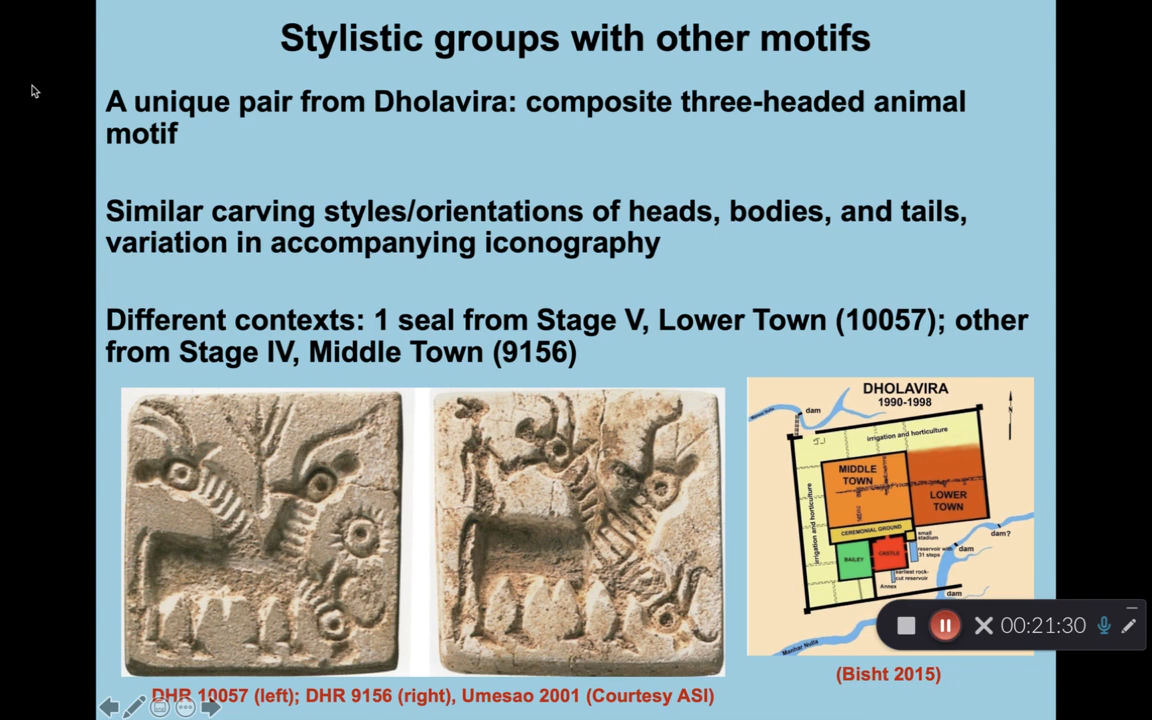 Stylistic groups with other motifs
A unique pair from Dholavira: composite three-headed animal
motif
Similar carving styles/orientations of heads, bodies, and tails,
variation in accompanying iconography
Different contexts: 1 seal from Stage V, Lower Town (10057); other
from Stage IV, Middle Town (9156)
DHOLAVIRA
1990-1998
dam
N
irrigation and horticulture
MIDDLE
TOWN
LOWER
TOWN
irrigation and horticulture
CEREMONIAL GROUND
small
stadium
dam?
BAILEY
CASTLE
reservoir with
31 steps
dam
earliest rock-
cut reservoir
Annex
dam
Manhar Nulla
00:21:30
(Bisht 2015)
DHR 10057 (left); DHR 9156 (right), Umesao 2001 (Courtesy ASI)